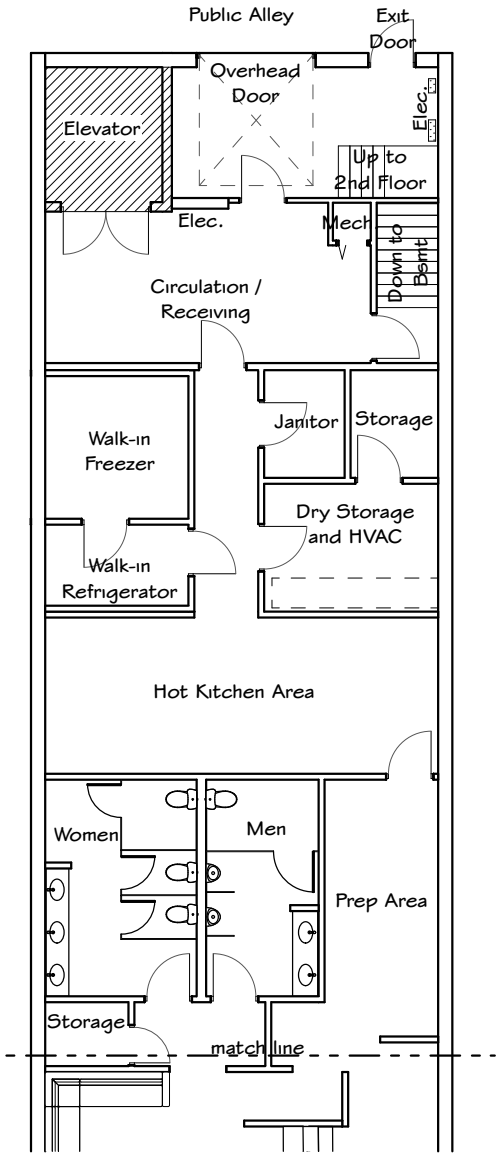 Public Alley
Exit
Door
Overhead
Door
Elevator
Elec.
Up to
2nd Floor
Elec.
Mech
Down to
Bsmt
Circulation /
Receiving
Janitor
Storage
Walk-in
Freezer
Dry Storage
and HVAC
Walk-in
Refrigerator
Hot Kitchen Area
Women
Men
Prep Area
Storage
match line